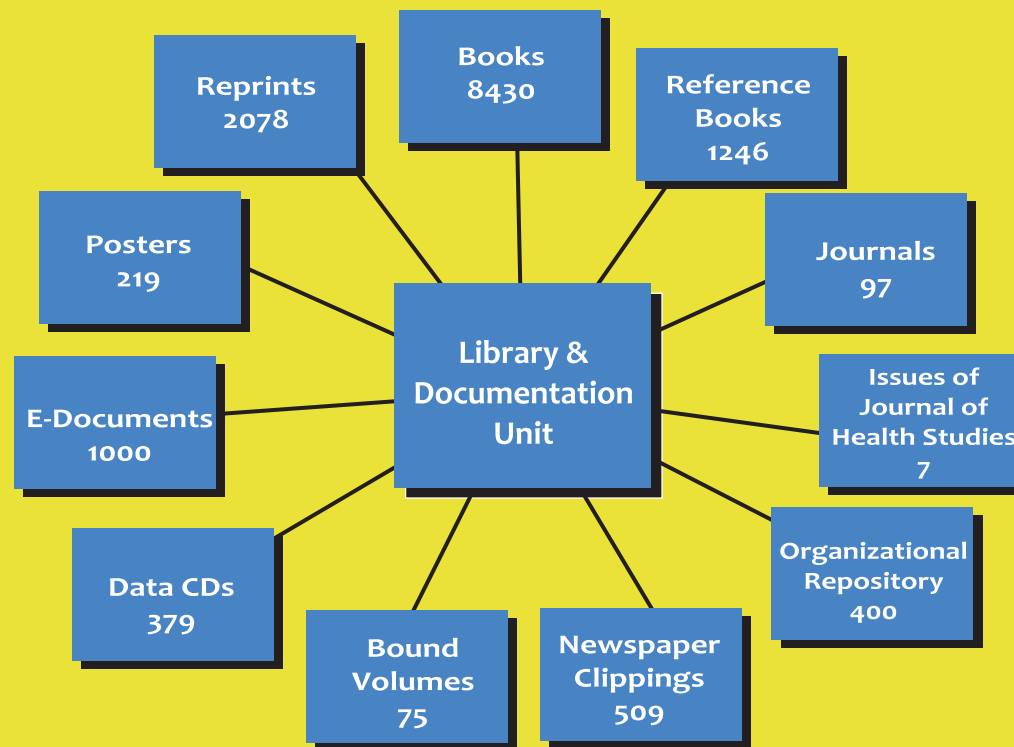 Books
8430
Reprints
2078
Reference
Books
1246
Posters
219
Journals
97
Library &
Documentation
Unit
E-Documents
1000
Issues of
Journal of
Health Studies
7
Data CDs
379
Organizational
Repository
400
Bound
Volumes
75
Newspaper
Clippings
509